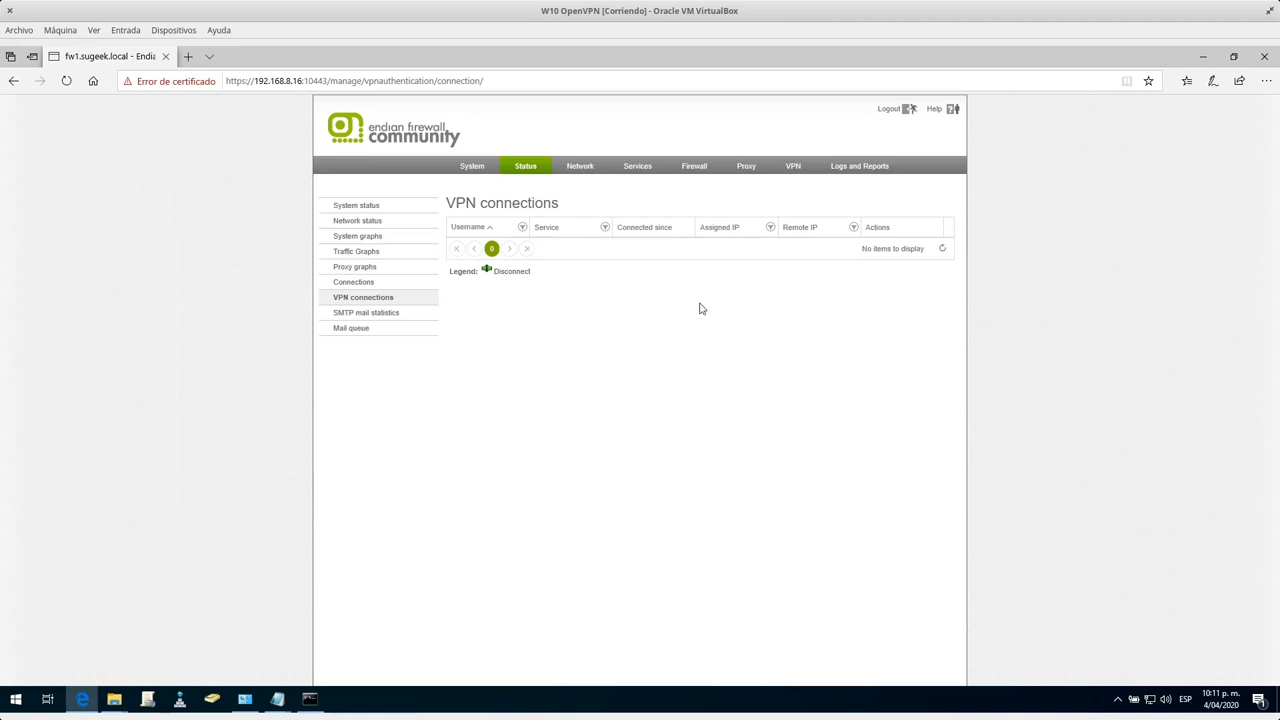 W10 OpenVPN [Corriendo] - Oracle VM VirtualBox
Archivo Máquina Ver Entrada Dispositivos Ayuda
fw1.sugeek.local - Endia
Error de certificado https://192.168.8.16:10443/manage/vpnauthentication/connection/
Logout Help
endian firewall
community
System Status Network Services Firewall Proxy VPN Logs and Reports
System status
Network status
System graphs
Traffic Graphs
Proxy graphs
Connections
VPN connections
SMTP mail statistics
Mail queue
VPN connections
Username Service Connected since Assigned IP Remote IP Actions
0 No items to display
Legend: Disconnect
ESP
10:11 p. m.
4/04/2020
1